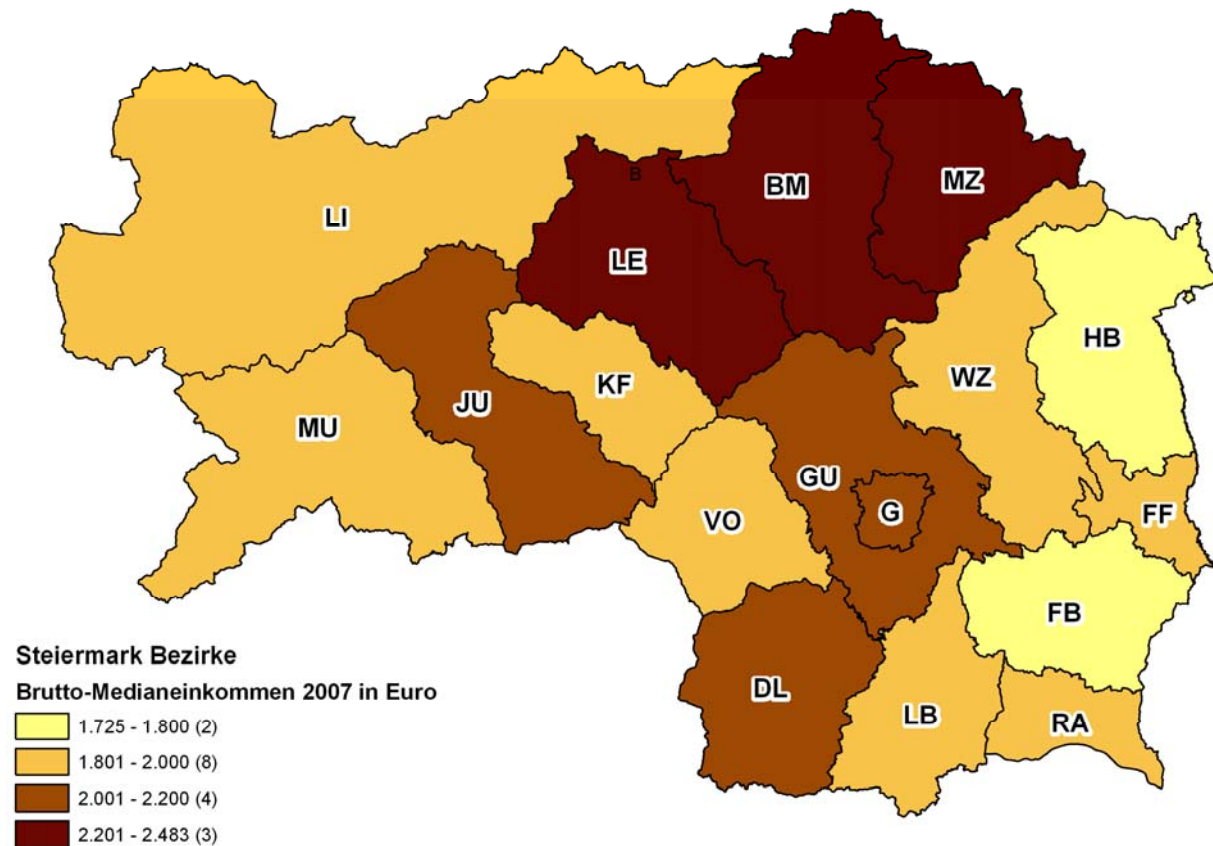 BM
MZ
B
LI
LE
HB
WZ
KF
JU
MU
GU
G
VO
FF
FB
DL
LB
RA
Steiermark Bezirke
Brutto-Medianeinkommen 2007 in Euro
1.725 - 1.800 (2)
1.801 - 2.000 (8)
2.001 - 2.200 (4)
2.201 - 2.483 (3)